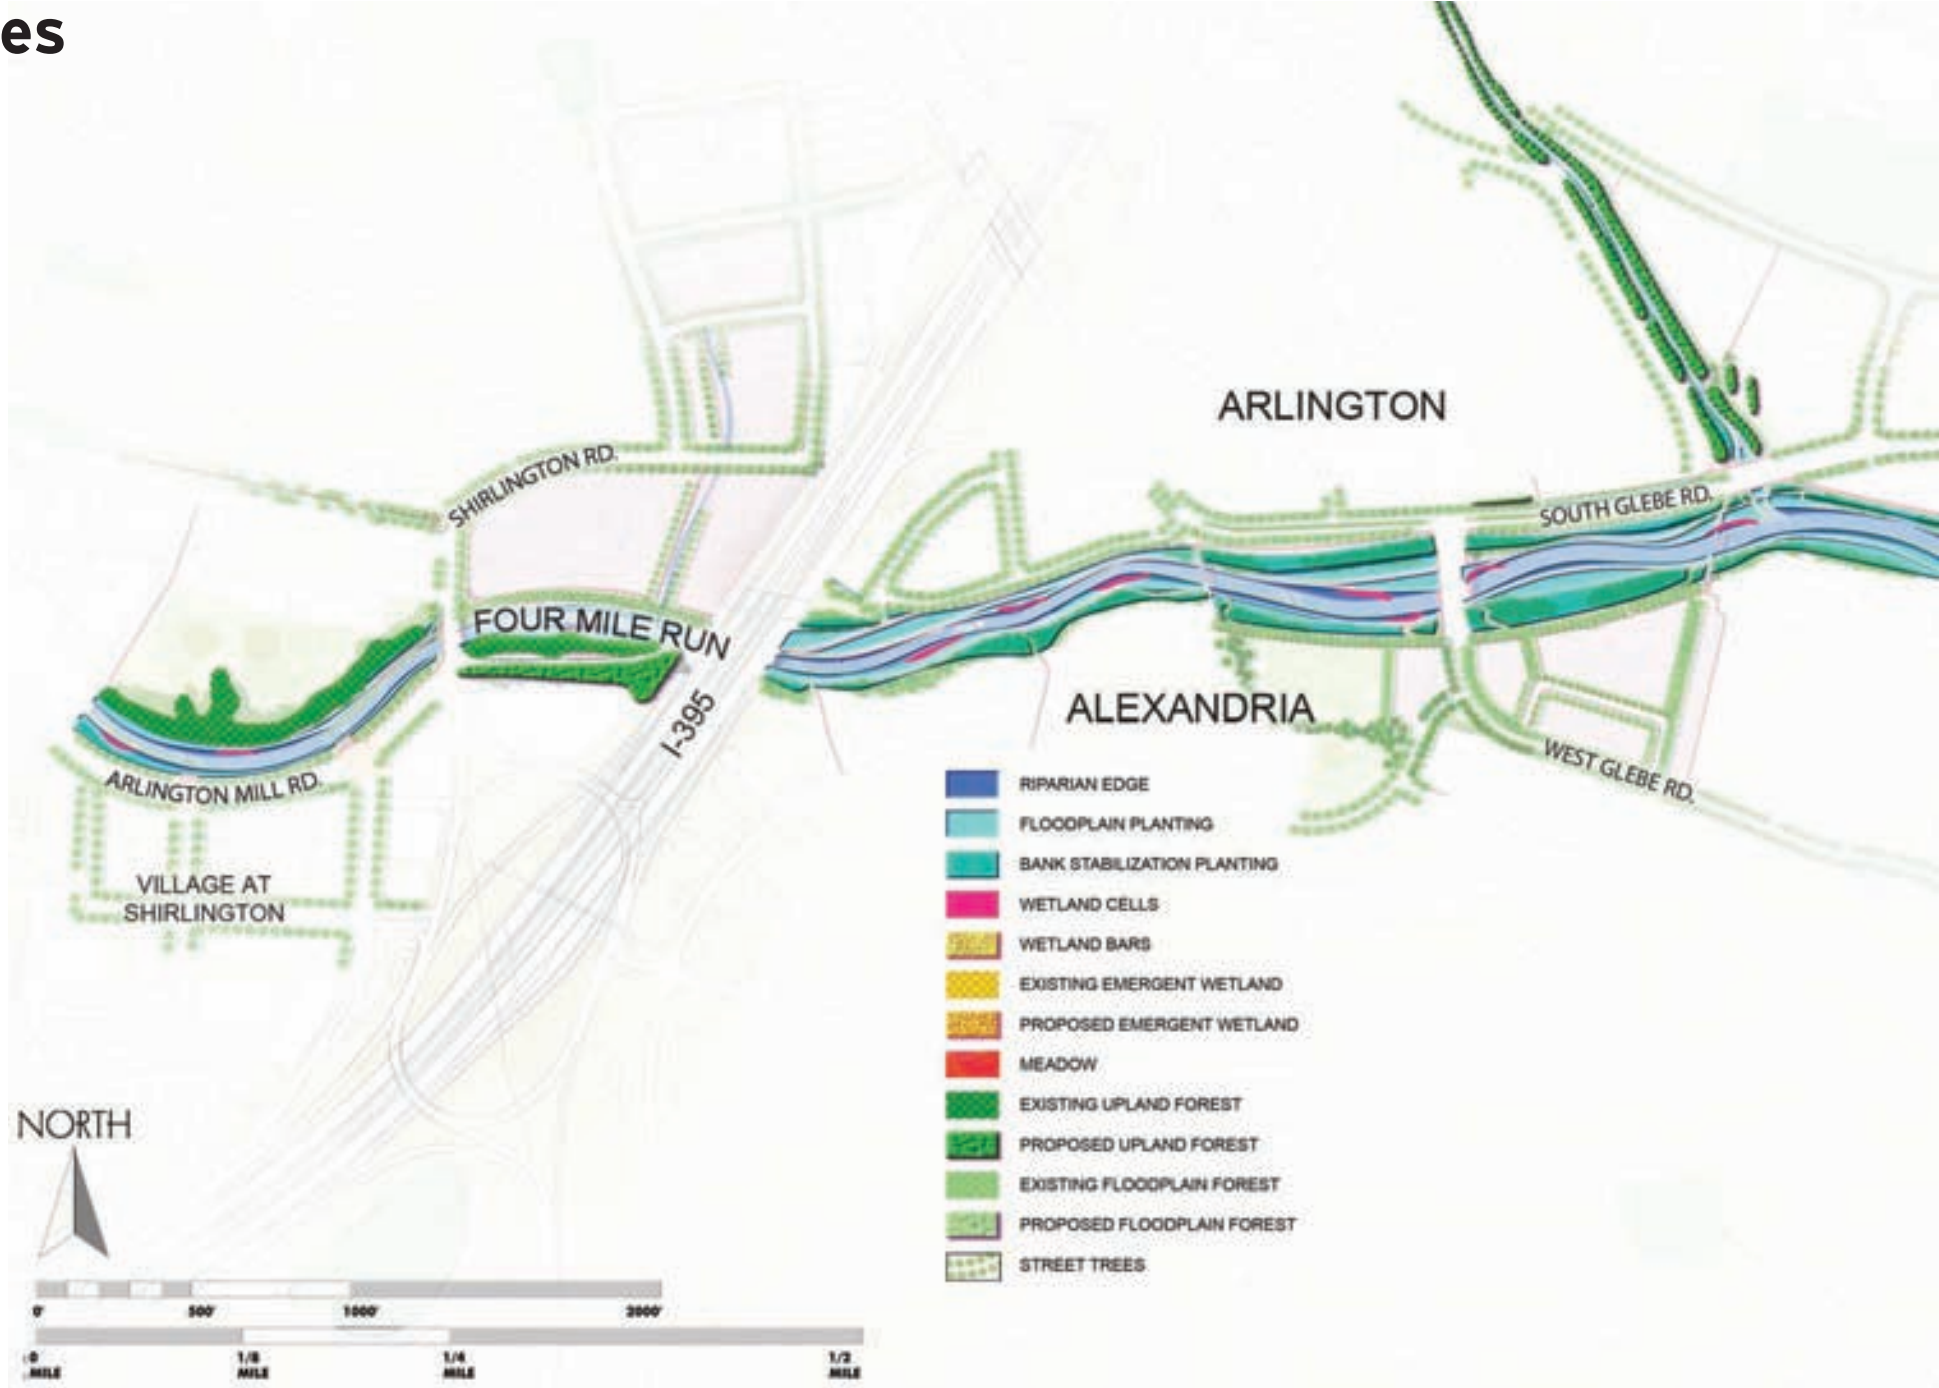 es
ARLINGTON
SHIRLINGTON RD.
SOUTH GLEBE RD.
FOUR MILE RUN
I-395
ALEXANDRIA
WEST GLEBE RD.
ARLINGTON MILL RD.
VILLAGE AT
SHIRLINGTON
RIPARIAN EDGE
FLOODPLAIN PLANTING
BANK STABILIZATION PLANTING
WETLAND CELLS
WETLAND BARS
EXISTING EMERGENT WETLAND
PROPOSED EMERGENT WETLAND
MEADOW
EXISTING UPLAND FOREST
PROPOSED UPLAND FOREST
EXISTING FLOODPLAIN FOREST
PROPOSED FLOODPLAIN FOREST
STREET TREES
NORTH
0' 500' 1000' 2000'
0 1/8 1/4 1/2
MILE MILE MILE MILE